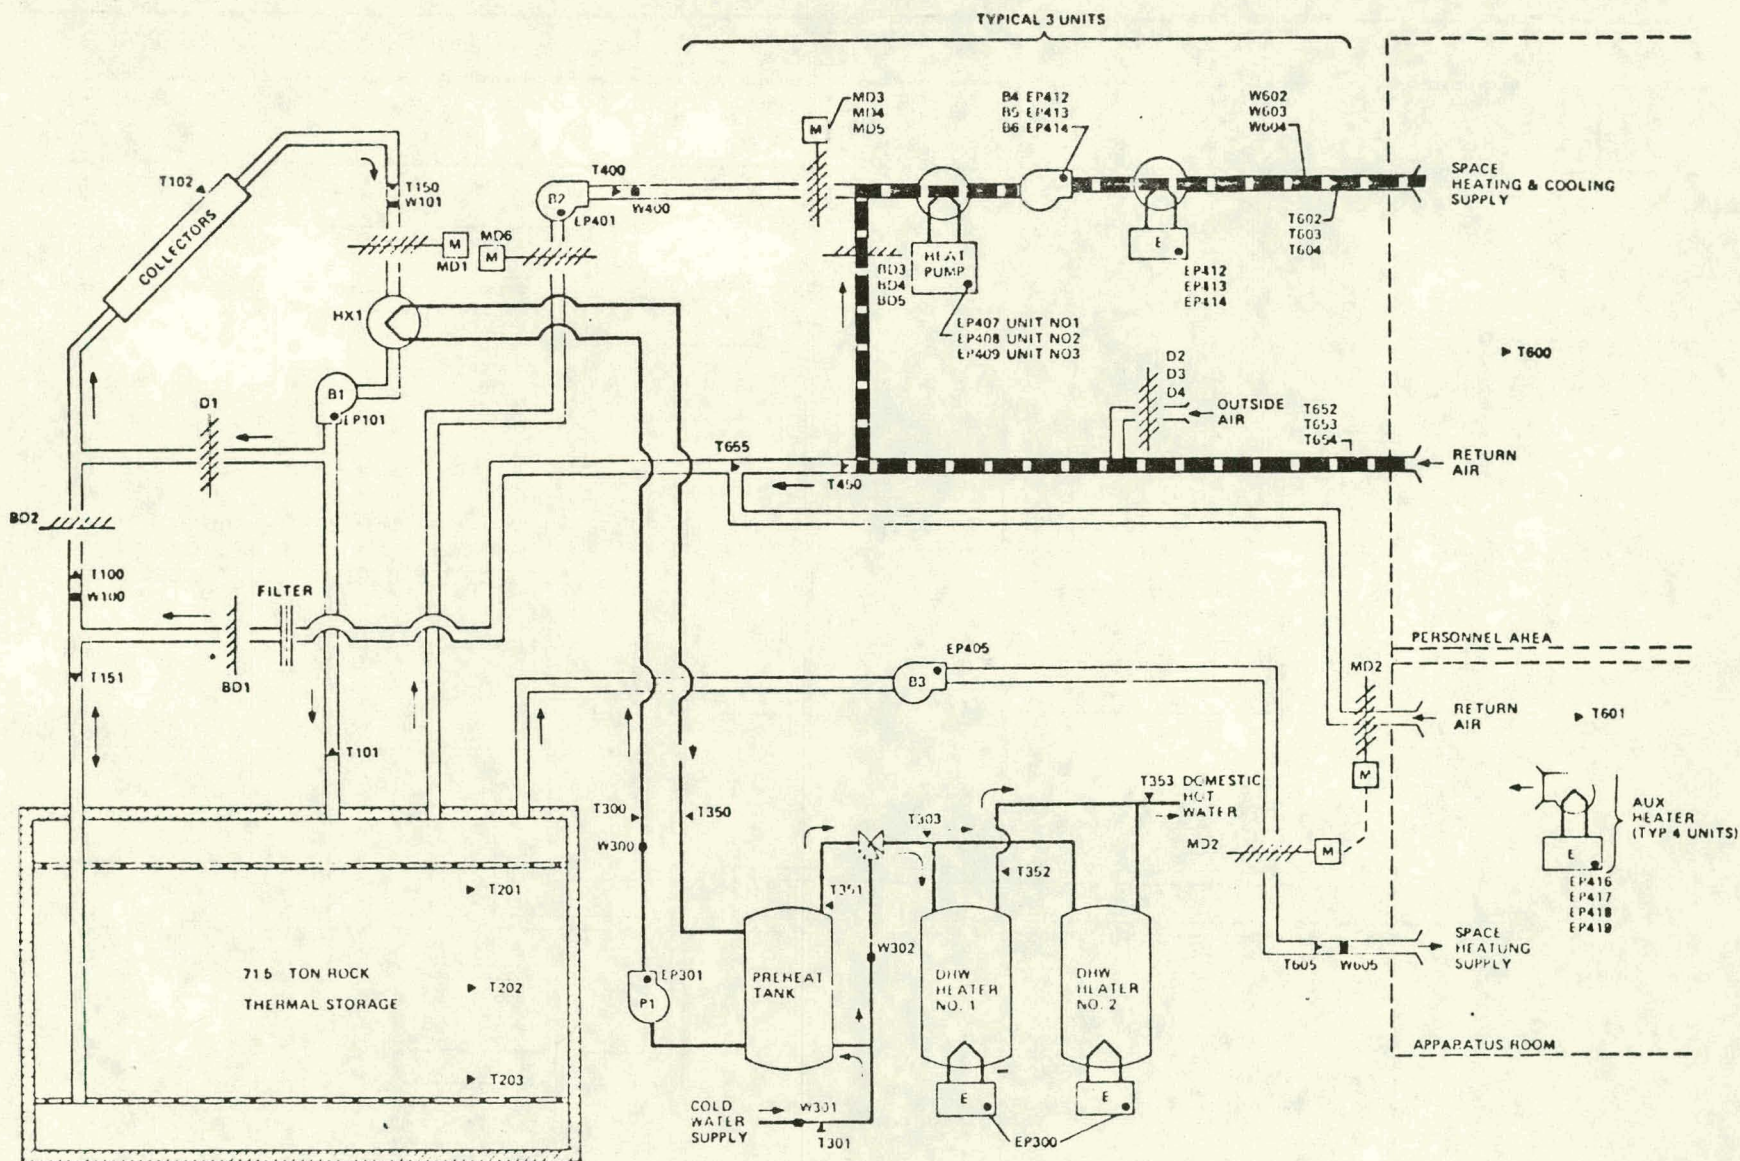 TYPICAL 3 UNITS
MD3
MD4
MD5
M
B4 EP412
B5 EP413
B6 EP414
W602
W603
W604
SPACE
HEATING & COOLING
SUPPLY
T602
T603
T604
T102
COLLECTORS
T150
W101
M
MD1
MD6
M
B2
EP401
T400
W400
HEAT
PUMP
BD3
BD4
BD5
E
EP412
EP413
EP414
EP407 UNIT NO1
EP408 UNIT NO2
EP409 UNIT NO3
HX1
B1
EP101
D1
D2
D3
D4
OUTSIDE
AIR
T652
T653
T654
T600
RETURN
AIR
T655
T450
BD2
T100
W100
FILTER
BD1
T151
T101
B3
EP405
PERSONNEL AREA
MD2
RETURN
AIR
T601
M
AUX
HEATER
(TYP 4 UNITS)
E
EP416
EP417
EP418
EP419
T300
W300
T350
T303
T353 DOMESTIC
HOT
WATER
MD2
M
T351
T352
W302
T201
T202
T203
715 TON ROCK
THERMAL STORAGE
EP301
P1
PREHEAT
TANK
DHW
HEATER
NO. 1
DHW
HEATER
NO. 2
E
E
EP300
COLD
WATER
SUPPLY
W301
T301
T605
W605
SPACE
HEATUNG
SUPPLY
APPARATUS ROOM